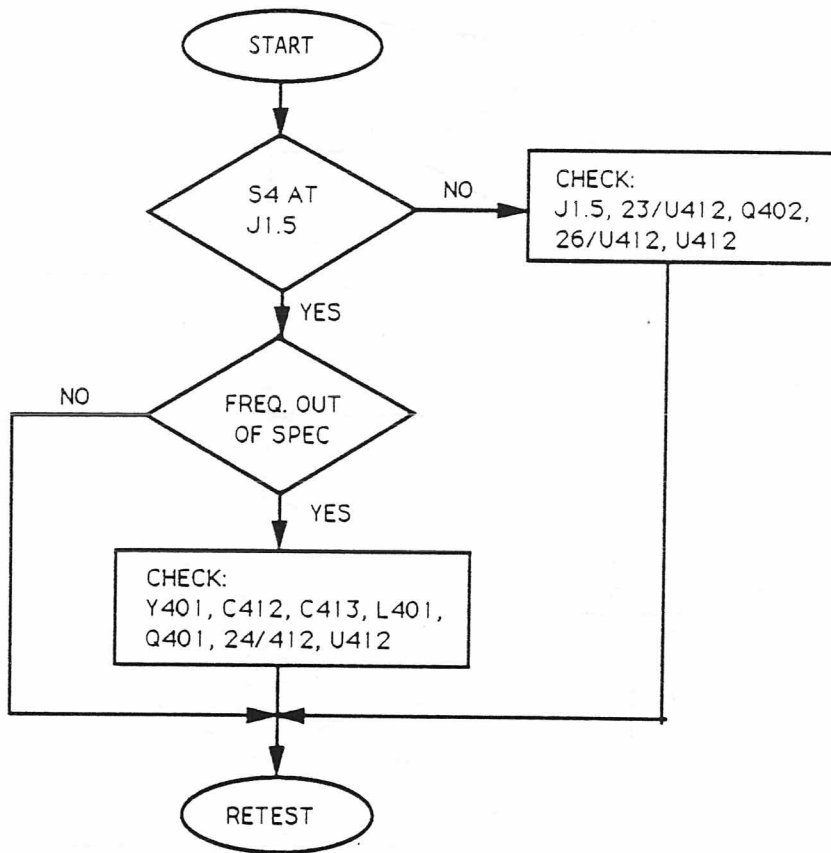 START
S4 AT
J1.5
NO
CHECK:
J1.5, 23/U412, Q402,
26/U412, U412
YES
NO
FREQ. OUT
OF SPEC
YES
CHECK:
Y401, C412, C413, L401,
Q401, 24/412, U412
RETEST